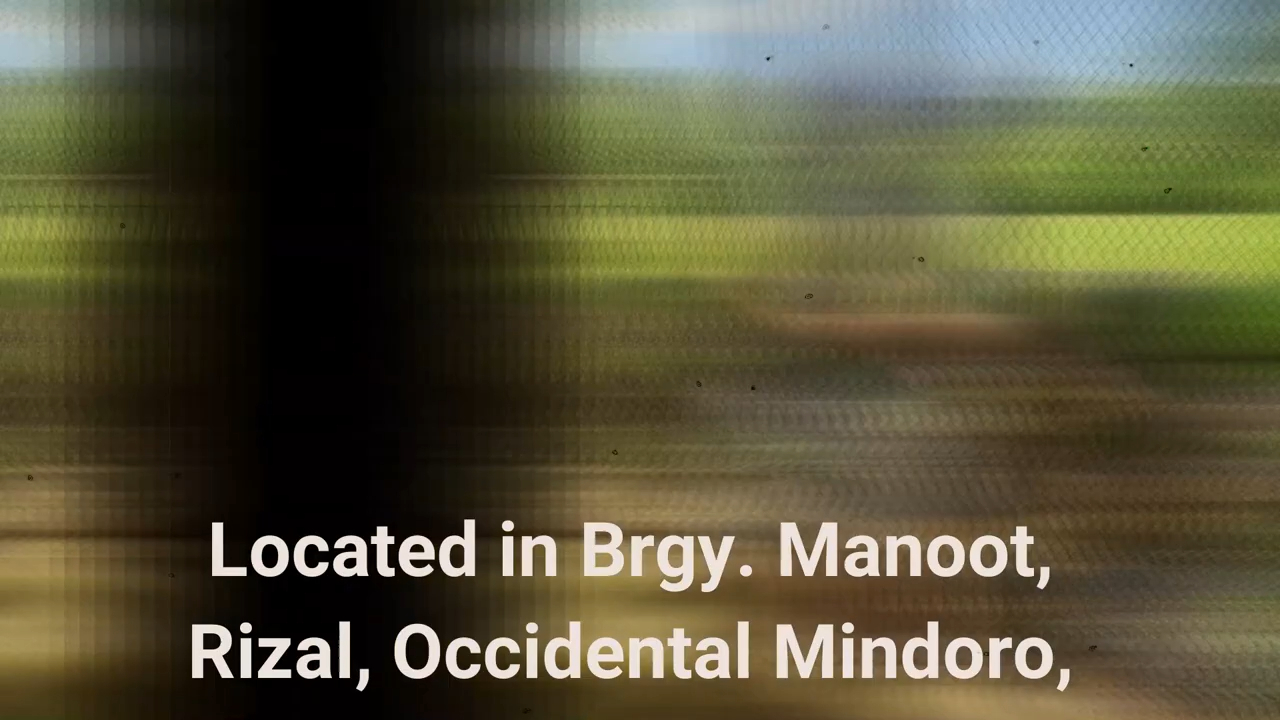 Located in Brgy. Manoot,
Rizal, Occidental Mindoro,